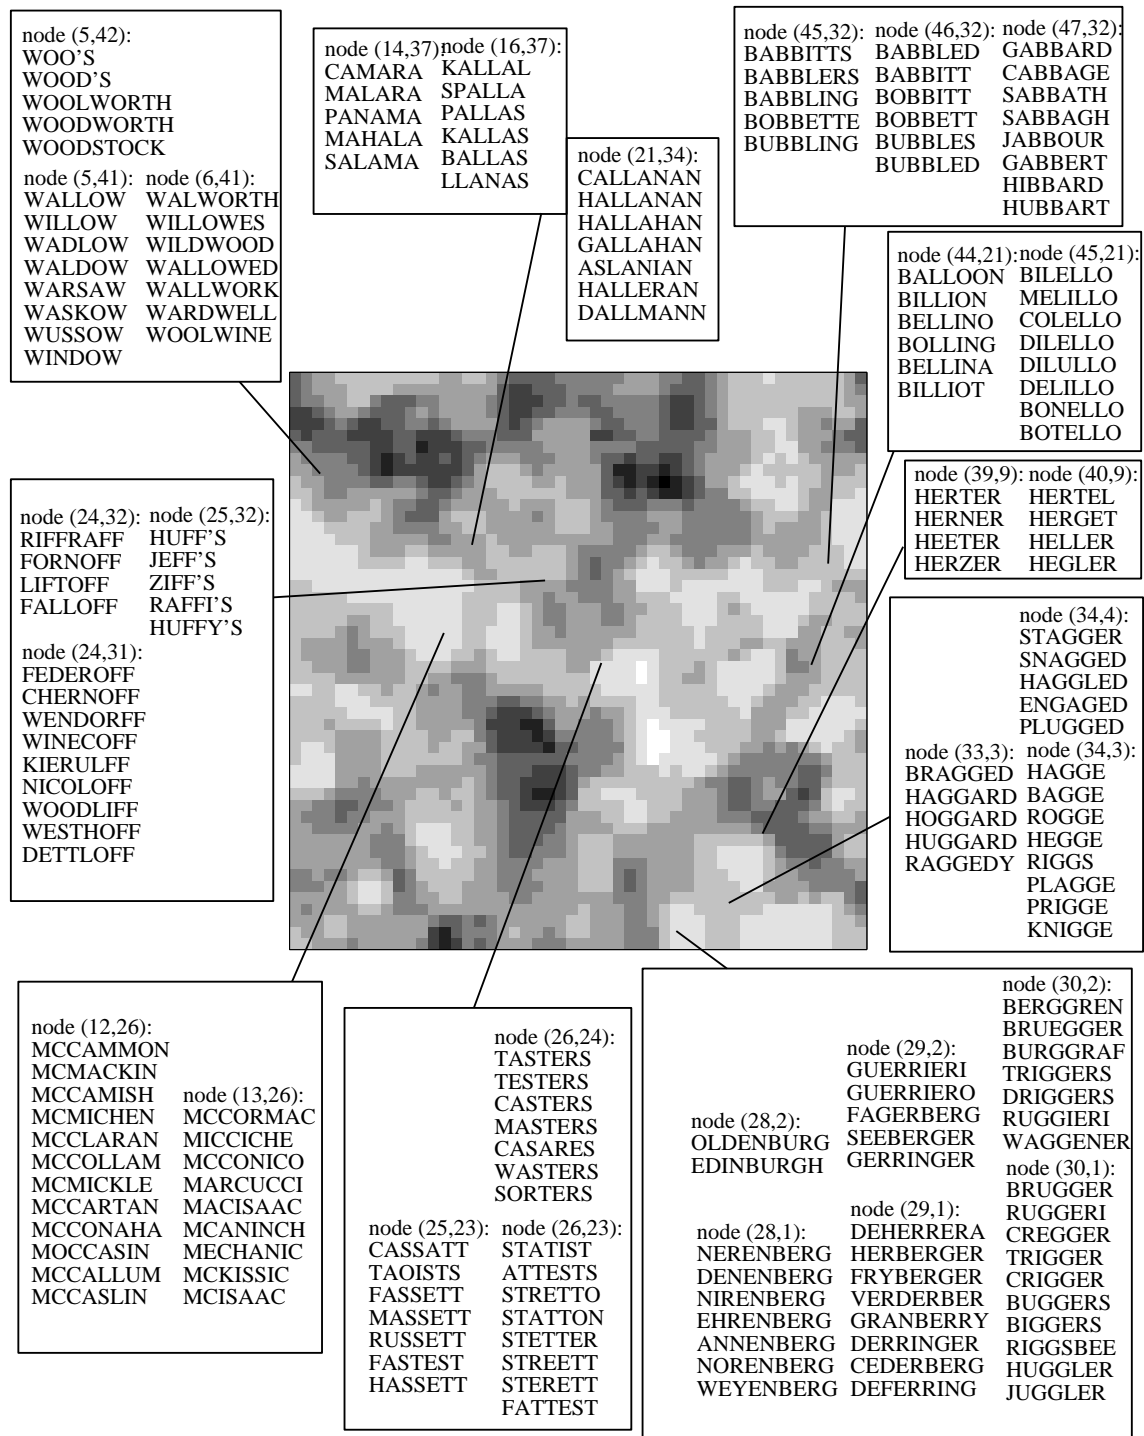 node (5,42):
WOO'S
WOOD'S
WOOLWORTH
WOODWORTH
WOODSTOCK
node (5,41):
WALLOW
WILLOW
WADLOW
WALDOW
WARSAW
WASKOW
WUSSOW
WINDOW
node (6,41):
WALWORTH
WILLOWES
WILDWOOD
WALLOWED
WALLWORK
WARDWELL
WOOLWINE
node (14,37):
CAMARA
MALARA
PANAMA
MAHALA
SALAMA
node (16,37):
KALLAL
SPALLA
PALLAS
KALLAS
BALLAS
LLANAS
node (21,34):
CALLANAN
HALLANAN
HALLAHAN
GALLAHAN
ASLANIAN
HALLERAN
DALLMANN
node (45,32):
BABBITTS
BABBLERS
BABBLING
BOBBETTE
BUBBLING
node (46,32):
BABBLED
BABBITT
BOBBITT
BOBBETT
BUBBLES
BUBBLED
node (47,32):
GABBARD
CABBAGE
SABBATH
SABBAGH
JABBOUR
GABBERT
HIBBARD
HUBBART
node (44,21):
BALLOON
BILLION
BELLINO
BOLLING
BELLINA
BILLIOT
node (45,21):
BILELLO
MELILLO
COLELLO
DILELLO
DILULLO
DELILLO
BONELLO
BOTELLO
node (39,9):
HERTER
HERNER
HEETER
HERZER
node (40,9):
HERTEL
HERGET
HELLER
HEGLER
node (24,32):
RIFFRAFF
FORNOFF
LIFTOFF
FALLOFF
node (25,32):
HUFF'S
JEFF'S
ZIFF'S
RAFFI'S
HUFFY'S
node (24,31):
FEDEROFF
CHERNOFF
WENDORFF
WINECOFF
KIERULFF
NICOLOFF
WOODLIFF
WESTHOFF
DETTLOFF
node (34,4):
STAGGER
SNAGGED
HAGGLED
ENGAGED
PLUGGED
node (33,3):
BRAGGED
HAGGARD
HOGGARD
HUGGARD
RAGGEDY
node (34,3):
HAGGE
BAGGE
ROGGE
HEGGE
RIGGS
PLAGGE
PRIGGE
KNIGGE
node (12,26):
MCCAMMON
MCMACKIN
MCCAMISH
MCMICHEN
MCCLARAN
MCCOLLAM
MCMICKLE
MCCARTAN
MCCONAHA
MOCCASIN
MCCALLUM
MCCASLIN
node (13,26):
MCCORMAC
MICCICHE
MCCONICO
MARCUCCI
MACISAAC
MCANINCH
MECHANIC
MCKISSIC
MCISAAC
node (26,24):
TASTERS
TESTERS
CASTERS
MASTERS
CASARES
WASTERS
SORTERS
node (25,23):
CASSATT
TAOISTS
FASSETT
MASSETT
RUSSETT
FASTEST
HASSETT
node (26,23):
STATIST
ATTESTS
STRETTO
STATTON
STETTER
STREETT
STERETT
FATTEST
node (28,2):
OLDENBURG
EDINBURGH
node (29,2):
GUERRIERI
GUERRIERO
FAGERBERG
SEEBERGER
GERRINGER
node (30,2):
BERGGREN
BRUEGGER
BURGGRAF
TRIGGERS
DRIGGERS
RUGGIERI
WAGGENER
node (28,1):
NERENBERG
DENENBERG
NIRENBERG
EHRENBERG
ANNENBERG
NORENBERG
WEYENBERG
node (29,1):
DEHERRERA
HERBERGER
FRYBERGER
VERDERBER
GRANBERRY
DERRINGER
CEDERBERG
DEFERRING
node (30,1):
BRUGGER
RUGGERI
CREGGER
TRIGGER
CRIGGER
BUGGERS
BIGGERS
RIGGSBEE
HUGGLER
JUGGLER